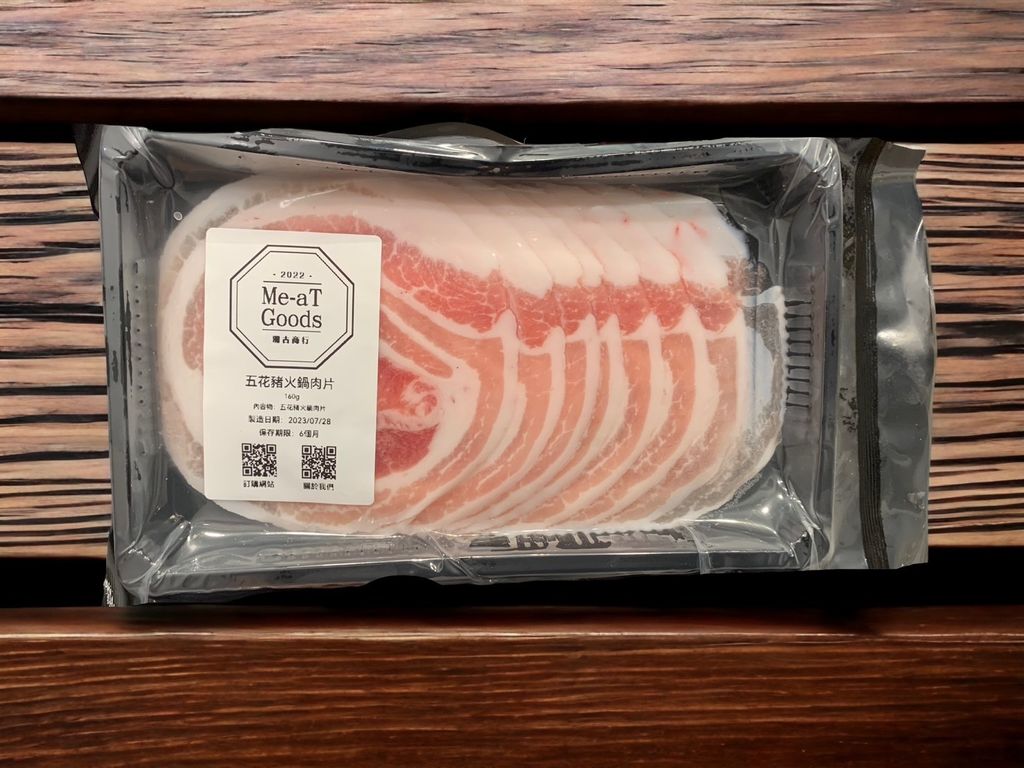 · 2022 ·
Me-aT
Goods
覓古商行
五花豬火鍋肉片
160g
內容物: 五花豬火鍋肉片
製造日期: 2023/07/28
保存期限: 6個月
訂購網站
關於我們